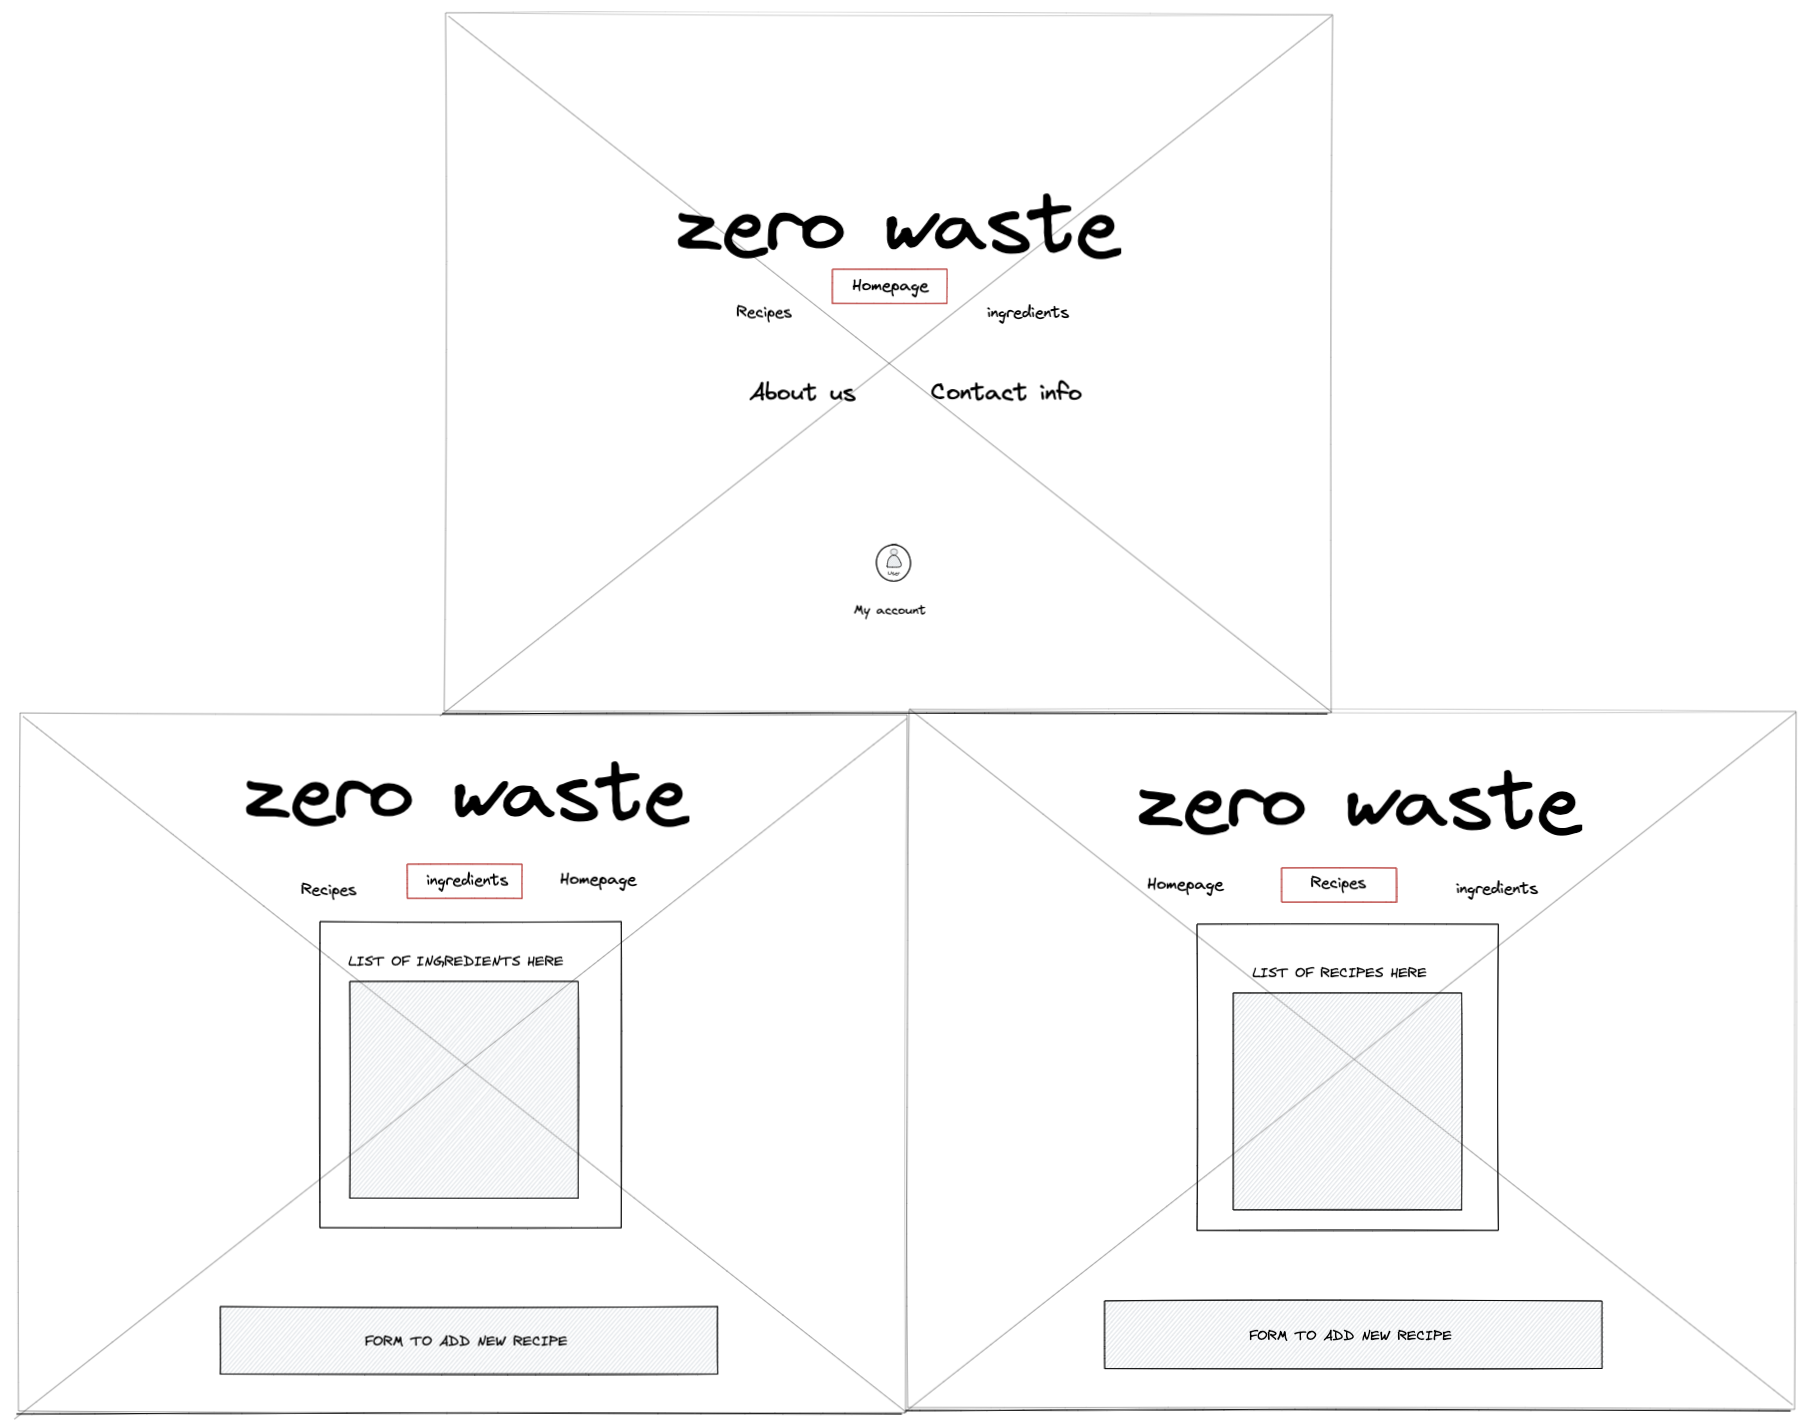 zero waste
Homepage
Recipes
ingredients
About us
Contact info
User
My account
zero waste
Recipes
ingredients
Homepage
LIST OF INGREDIENTS HERE
FORM TO ADD NEW RECIPE
zero waste
Homepage
Recipes
ingredients
LIST OF RECIPES HERE
FORM TO ADD NEW RECIPE